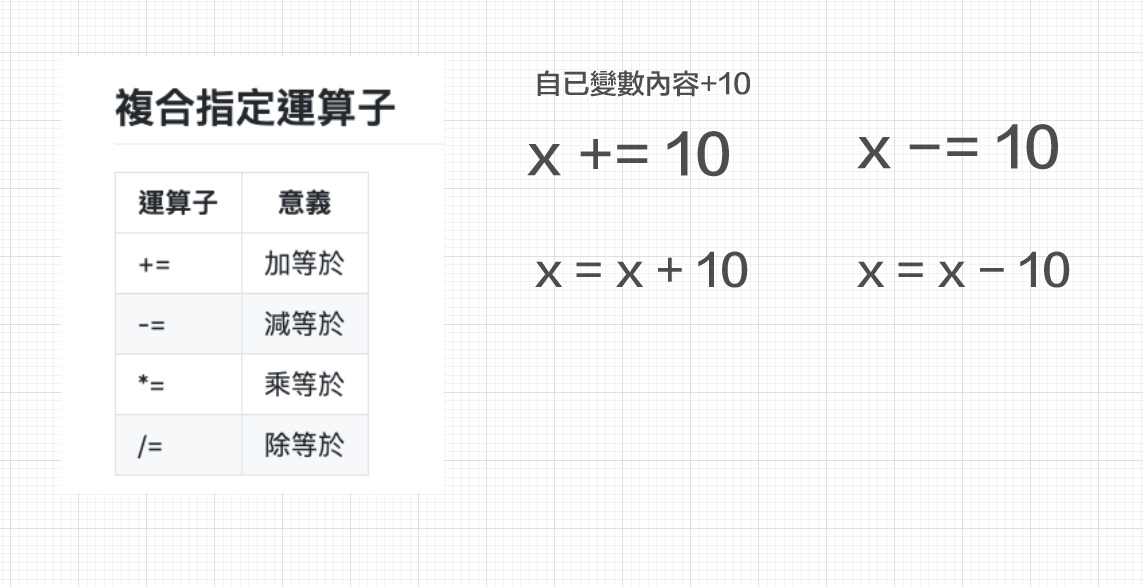 複合指定運算子
運算子 意義
+= 加等於
-= 減等於
*= 乘等於
/= 除等於
自已變數內容+10
x += 10
x = x + 10
x −= 10
x = x − 10